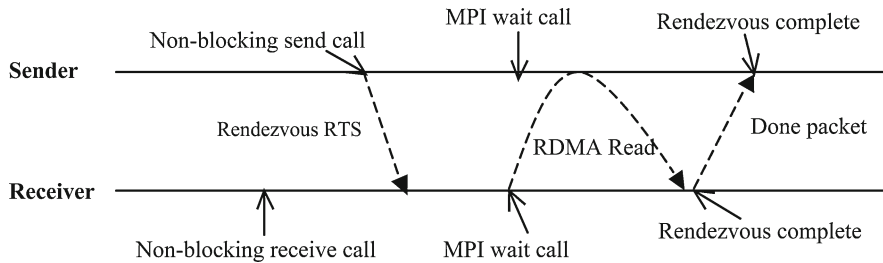 Non-blocking send call
MPI wait call
Rendezvous complete
Sender
Rendezvous RTS
RDMA Read
Done packet
Receiver
Non-blocking receive call
MPI wait call
Rendezvous complete